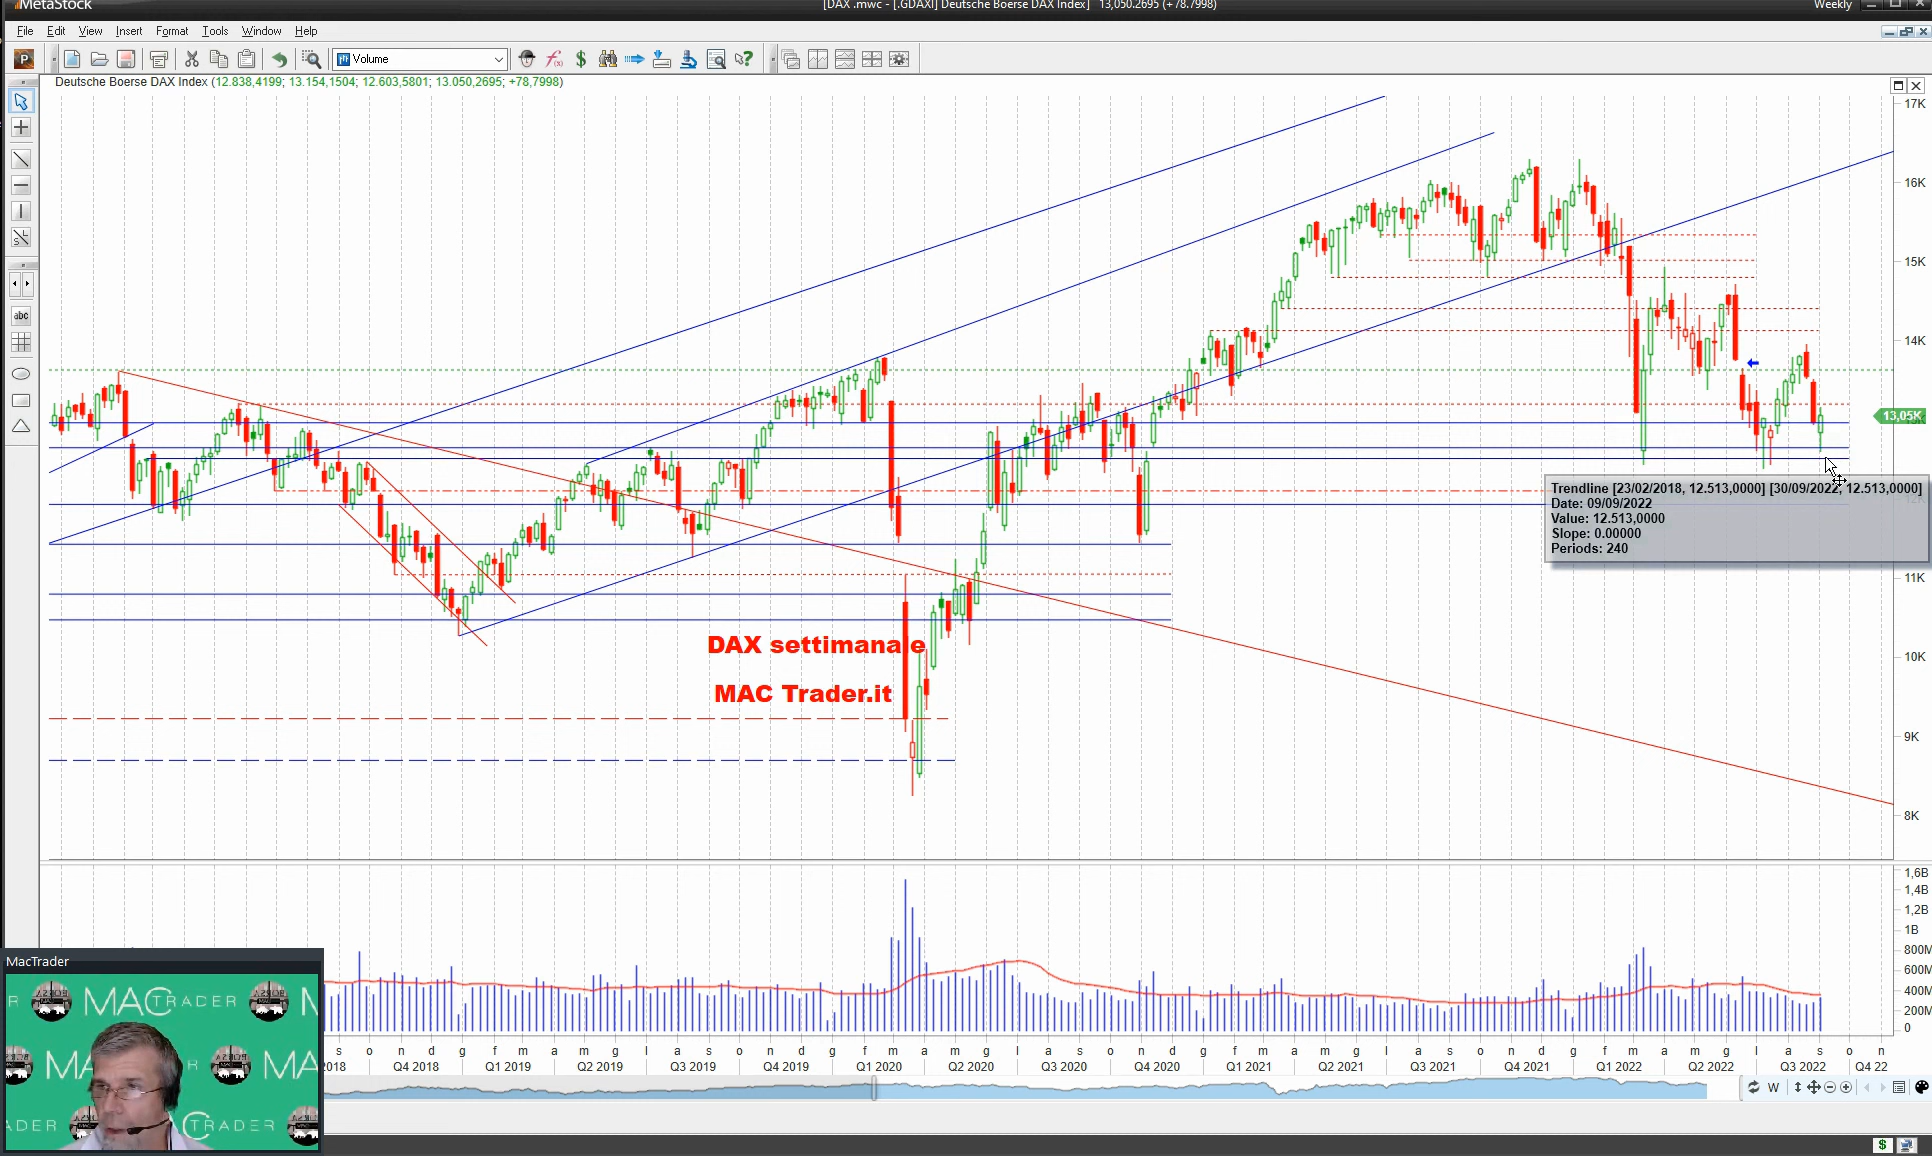 MetaStock
[DAX .mwc - [.GDAXI] Deutsche Boerse DAX Index] 13,050.2695 (+78.7998)
Weekly
File Edit View Insert Format Tools Window Help
Volume
Deutsche Boerse DAX Index (12.838,4199; 13.154,1504; 12.603,5801; 13.050,2695; +78,7998)
abc
17K
16K
15K
14K
13,05K
11K
10K
9K
8K
Trendline [23/02/2018, 12.513,0000] [30/09/2022, 12.513,0000]
Date: 09/09/2022
Value: 12.513,0000
Slope: 0.00000
Periods: 240
DAX settimanale
MAC Trader.it
1,6B
1,4B
1,2B
1B
800M
600M
400M
200M
0
MacTrader
MACTRADER
s o n d g f m a m g l a s o n d g f m a m g l a s o n d g f m a m g l a s o n d g f m a m g l a s o n
2018 Q4 2018 Q1 2019 Q2 2019 Q3 2019 Q4 2019 Q1 2020 Q2 2020 Q3 2020 Q4 2020 Q1 2021 Q2 2021 Q3 2021 Q4 2021 Q1 2022 Q2 2022 Q3 2022 Q4 22
W